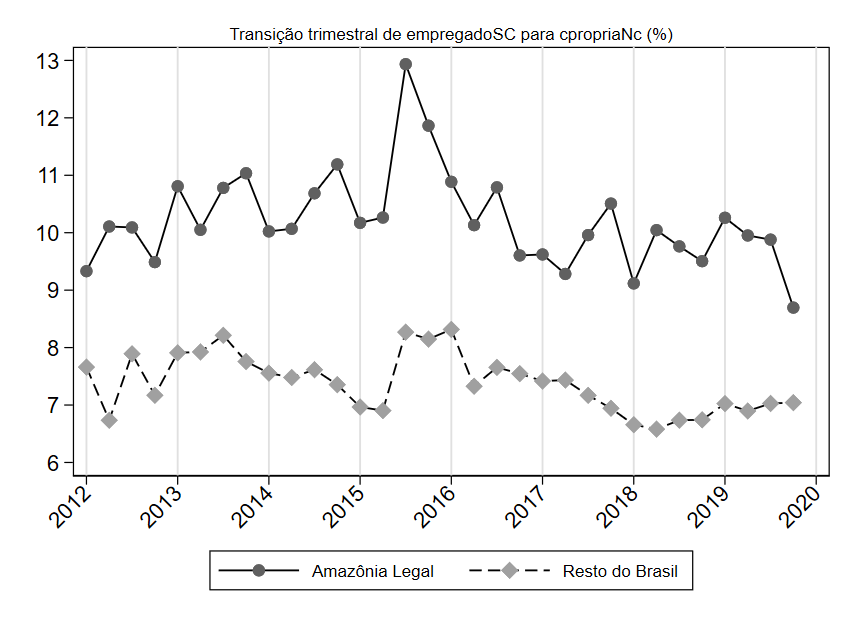 Transição trimestral de empregadoSC para cpropriaNc (%)
13
12
11
10
9
8
7
6
2012 2013 2014 2015 2016 2017 2018 2019 2020
Amazônia Legal Resto do Brasil